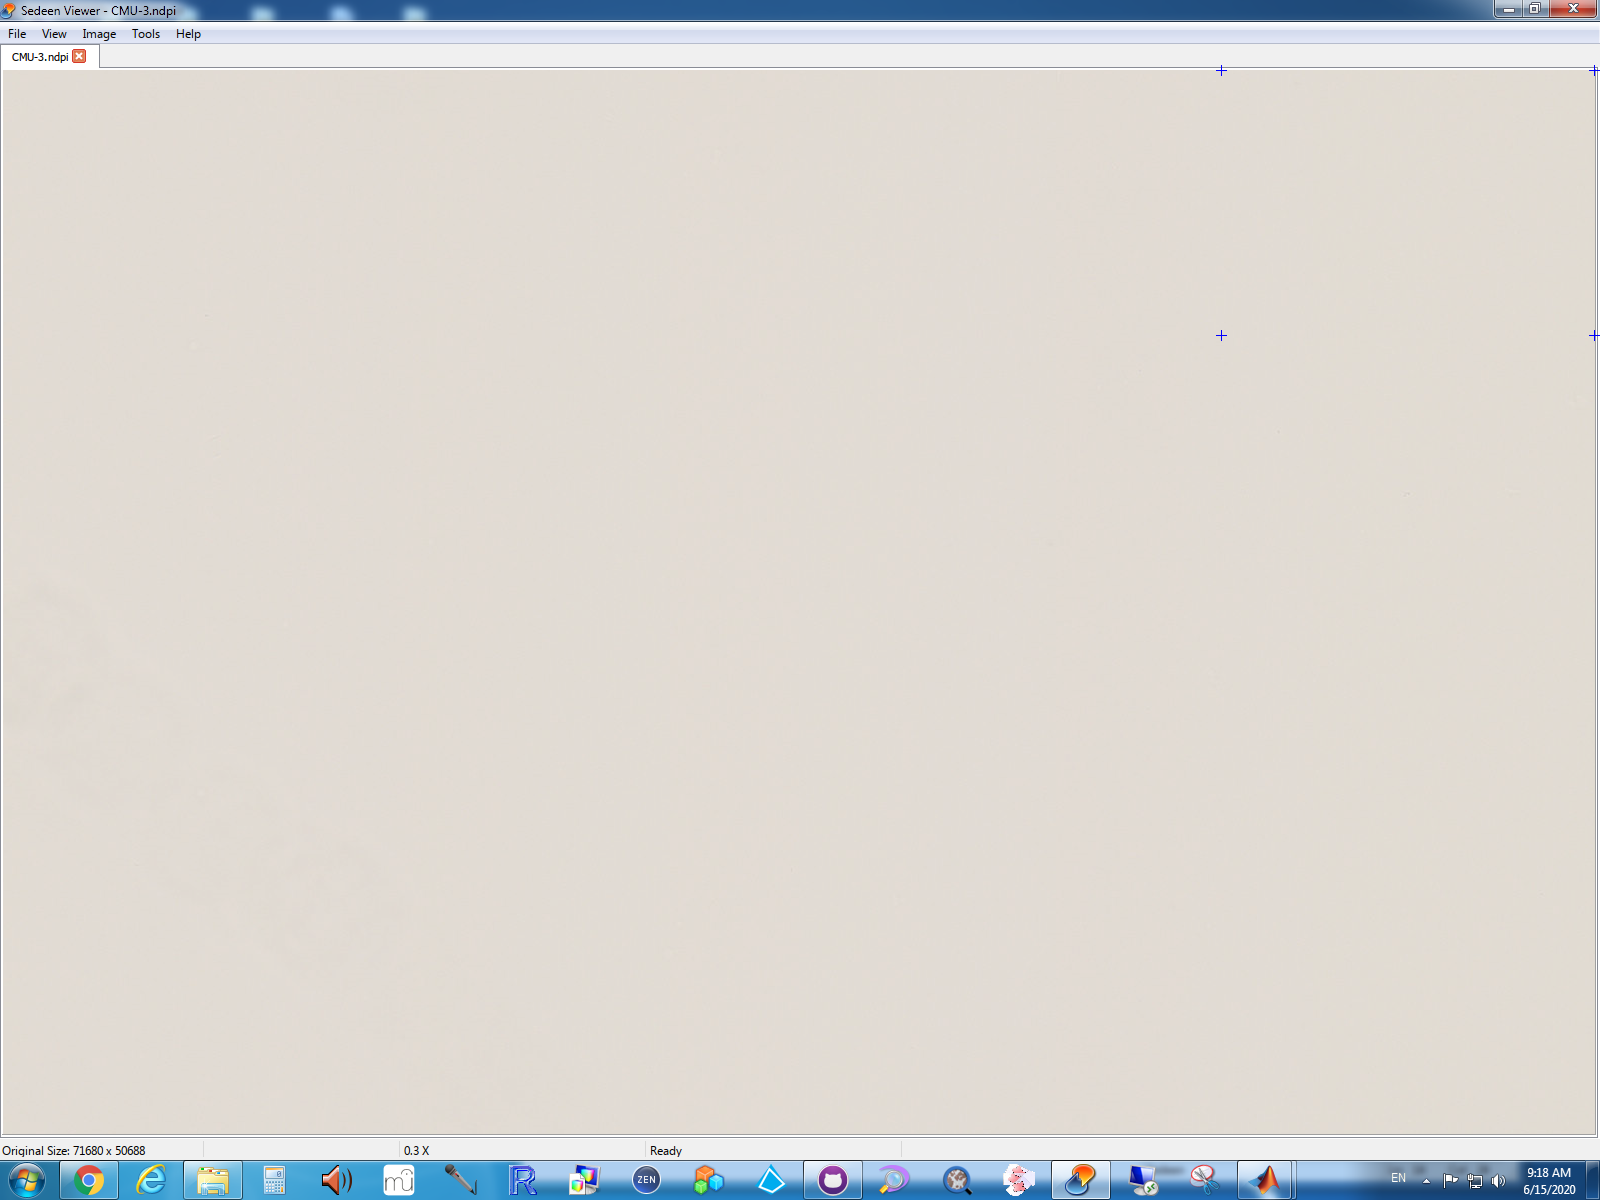 Sedeen Viewer - CMU-3.ndpi
File View Image Tools Help
CMU-3.ndpi
Original Size: 71680 x 50688 0.3 X Ready
mü ZEN EN 9:18 AM
6/15/2020